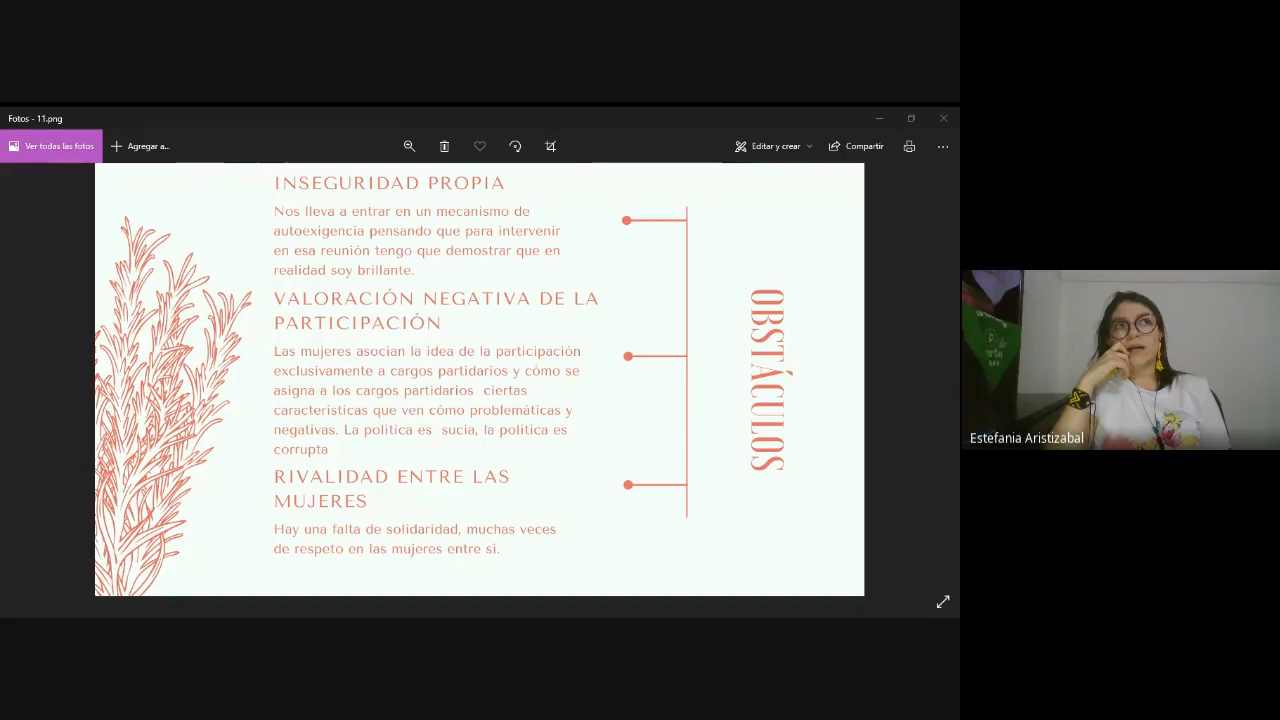 Fotos - 11.png
Ver todas las fotos
Agregar a...
Editar y crear
Compartir
INSEGURIDAD PROPIA
Nos lleva a entrar en un mecanismo de
autoexigencia pensando que para intervenir
en esa reunión tengo que demostrar que en
realidad soy brillante.
VALORACIÓN NEGATIVA DE LA
PARTICIPACIÓN
Las mujeres asocian la idea de la participación
exclusivamente a cargos partidarios y cómo se
asigna a los cargos partidarios ciertas
características que ven cómo problemáticas y
negativas. La política es sucia, la política es
corrupta
RIVALIDAD ENTRE LAS
MUJERES
Hay una falta de solidaridad, muchas veces
de respeto en las mujeres entre sí.
OBSTÁCULOS
Estefania Aristizabal